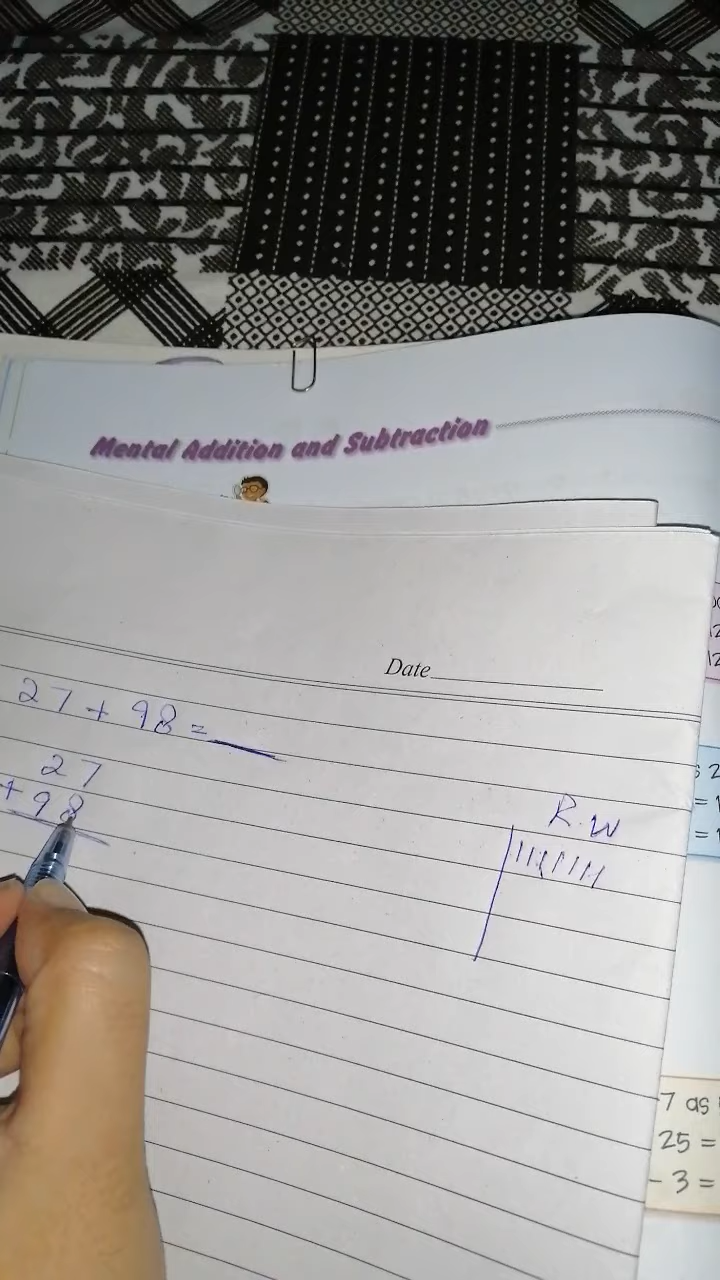 Mental Addition and Subtraction
Date
27 + 98 =
27
+ 98
R.W
7 as
25 =
- 3 =